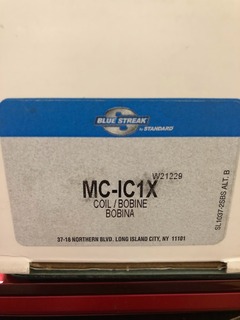 BLUE STREAK
by STANDARD
W21229
MC-IC1X
COIL / BOBINE
BOBINA
37-18 NORTHERN BLVD. LONG ISLAND CITY, NY 11101
SL1037-2SBS ALT. B